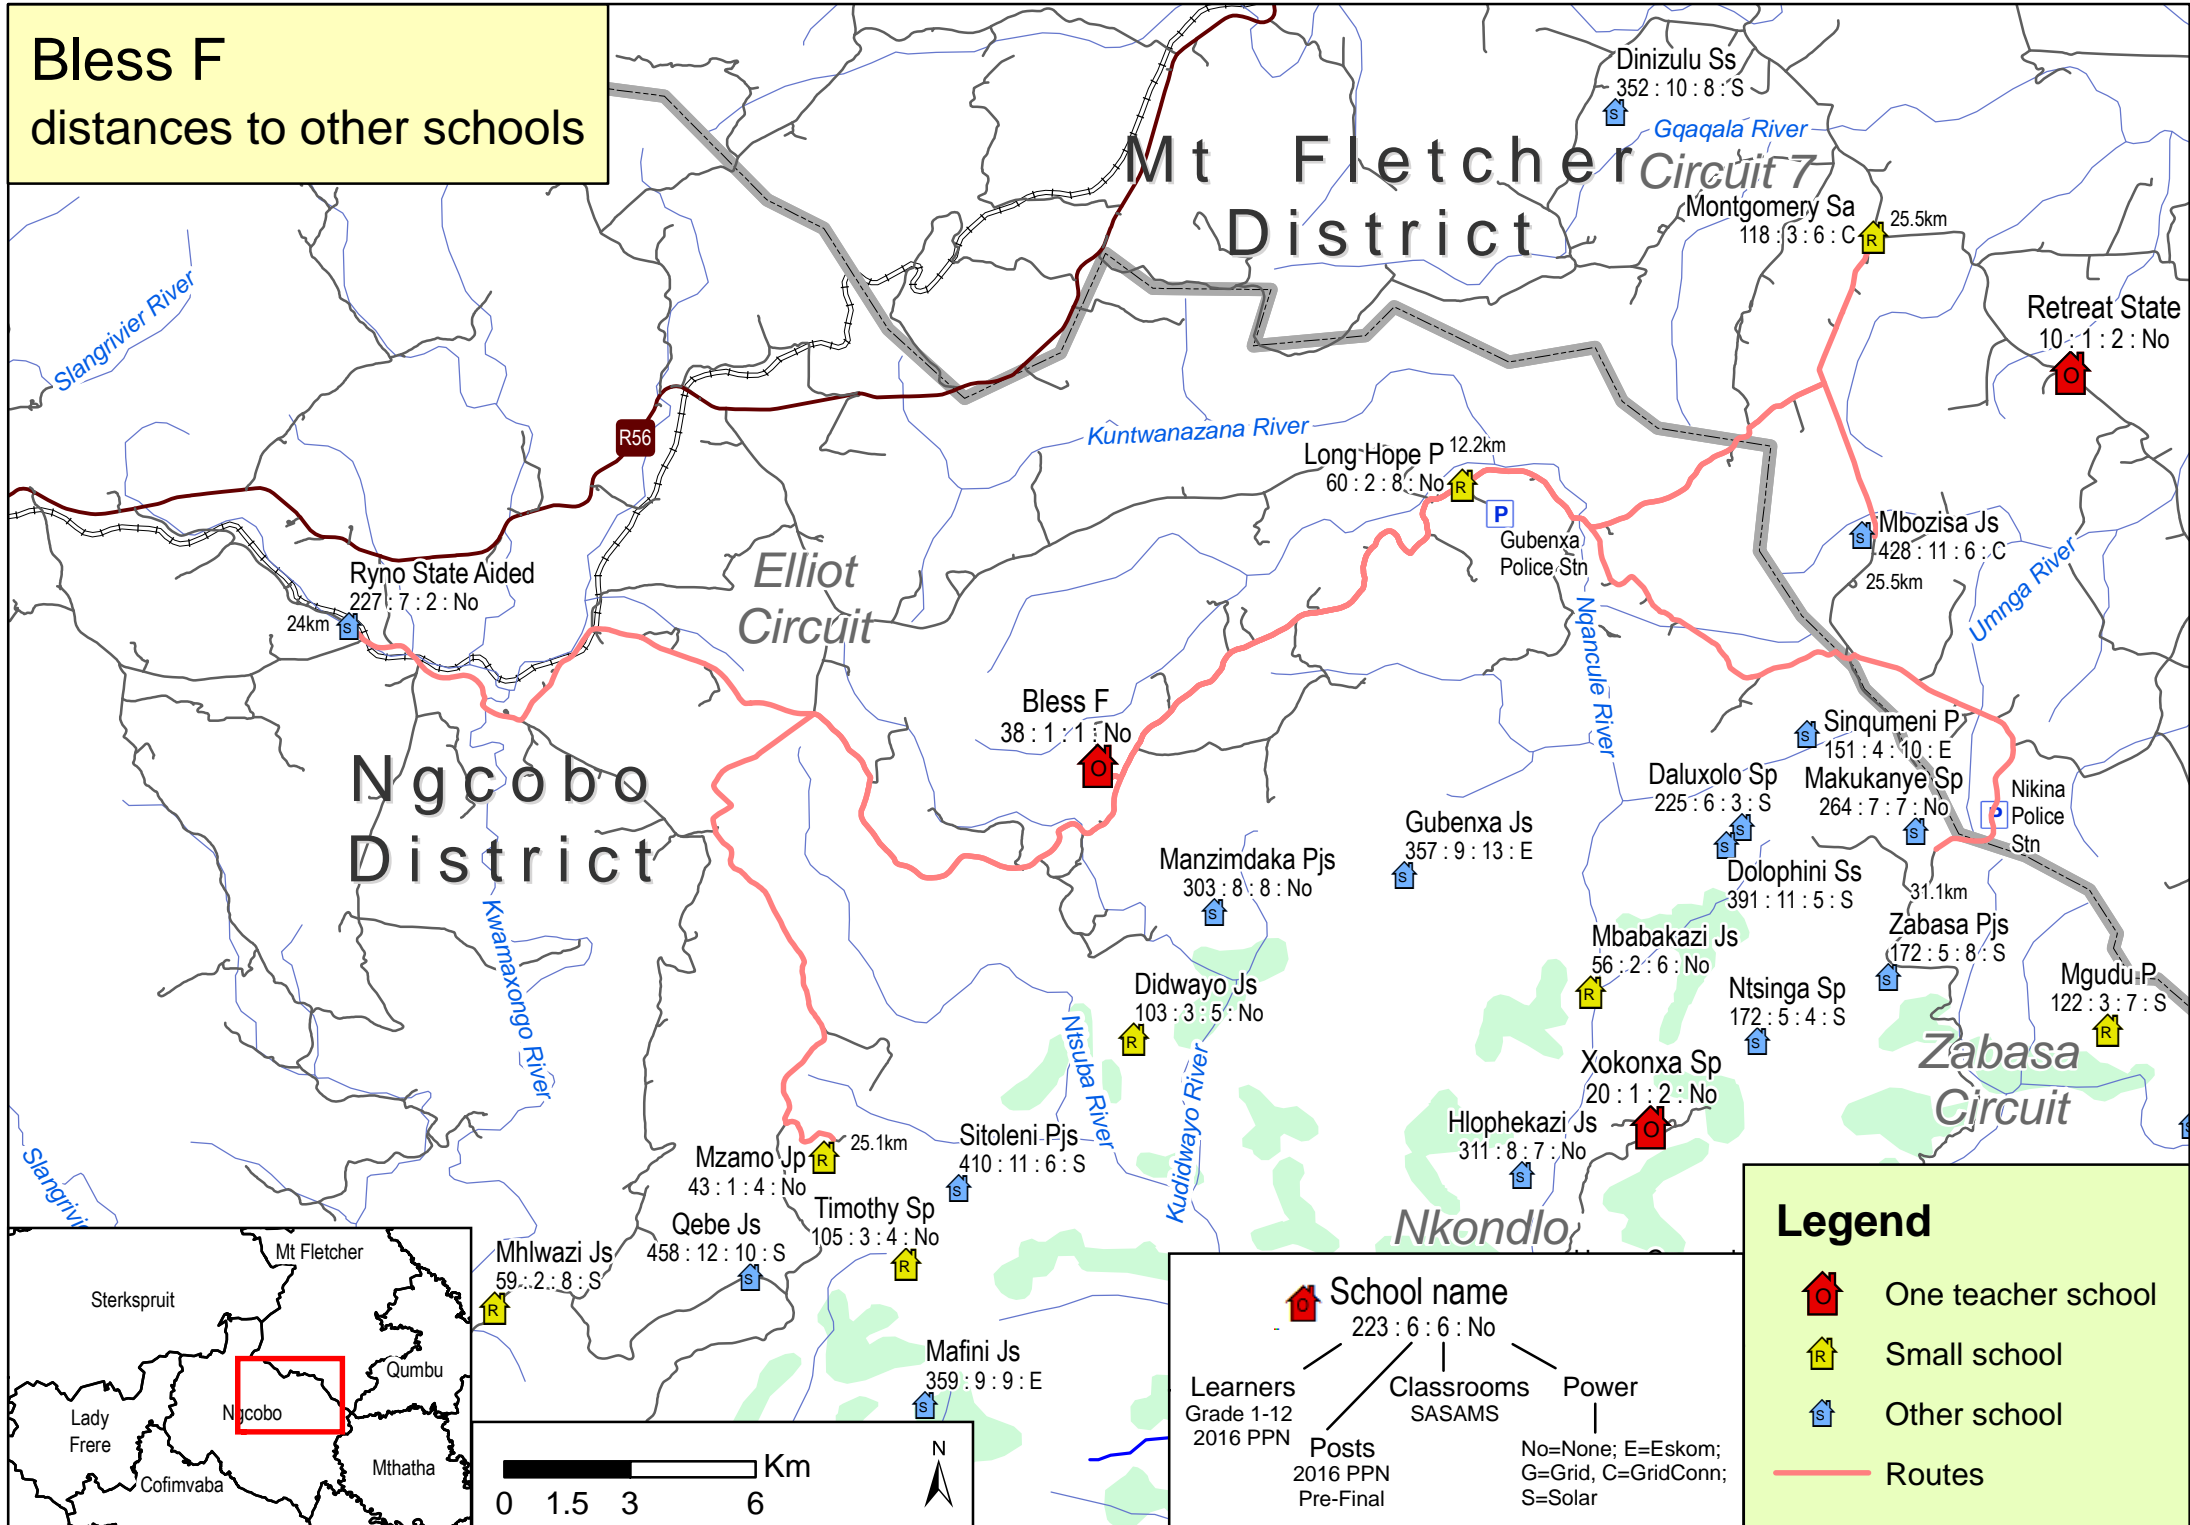 Bless F
distances to other schools
Dinizulu Ss
352 : 10 : 8 : S
Gqaqala River
Mt Fletcher
District
Circuit 7
Montgomery Sa
118 : 3 : 6 : C
25.5km
Retreat State
10 : 1 : 2 : No
Slangrivier River
R56
Kuntwanazana River
Long Hope P
12.2km
60 : 2 : 8 : No
P
Gubenxa
Police Stn
Mbozisa Js
428 : 11 : 6 : C
25.5km
Umnga River
Elliot
Circuit
Ryno State Aided
227 : 7 : 2 : No
24km
Nqancule River
Bless F
38 : 1 : 1 : No
Sinqumeni P
151 : 4 : 10 : E
Daluxolo Sp
225 : 6 : 3 : S
Makukanye Sp
264 : 7 : 7 : No
Nikina
Police
Stn
P
Ngcobo
District
Gubenxa Js
357 : 9 : 13 : E
Manzimdaka Pjs
303 : 8 : 8 : No
Dolophini Ss
391 : 11 : 5 : S
31.1km
Zabasa Pjs
172 : 5 : 8 : S
Kwamaxongo River
Mbabakazi Js
56 : 2 : 6 : No
Didwayo Js
103 : 3 : 5 : No
Ntsinga Sp
172 : 5 : 4 : S
Mgudu P
122 : 3 : 7 : S
Ntsuba River
Kudidwayo River
Zabasa
Circuit
Xokonxa Sp
20 : 1 : 2 : No
Hlophekazi Js
311 : 8 : 7 : No
Mzamo Jp
43 : 1 : 4 : No
25.1km
Sitoleni Pjs
410 : 11 : 6 : S
Timothy Sp
105 : 3 : 4 : No
Qebe Js
458 : 12 : 10 : S
Mhlwazi Js
59 : 2 : 8 : S
Nkondlo
Mafini Js
359 : 9 : 9 : E
Mt Fletcher
Sterkspruit
Qumbu
Ngcobo
Lady
Frere
Mthatha
Cofimvaba
Km
0 1.5 3 6
N
O School name
223 : 6 : 6 : No
Learners
Grade 1-12
2016 PPN
Posts
2016 PPN
Pre-Final
Classrooms
SASAMS
Power
No=None; E=Eskom;
G=Grid, C=GridConn;
S=Solar
Legend
O One teacher school
R Small school
S Other school
Routes